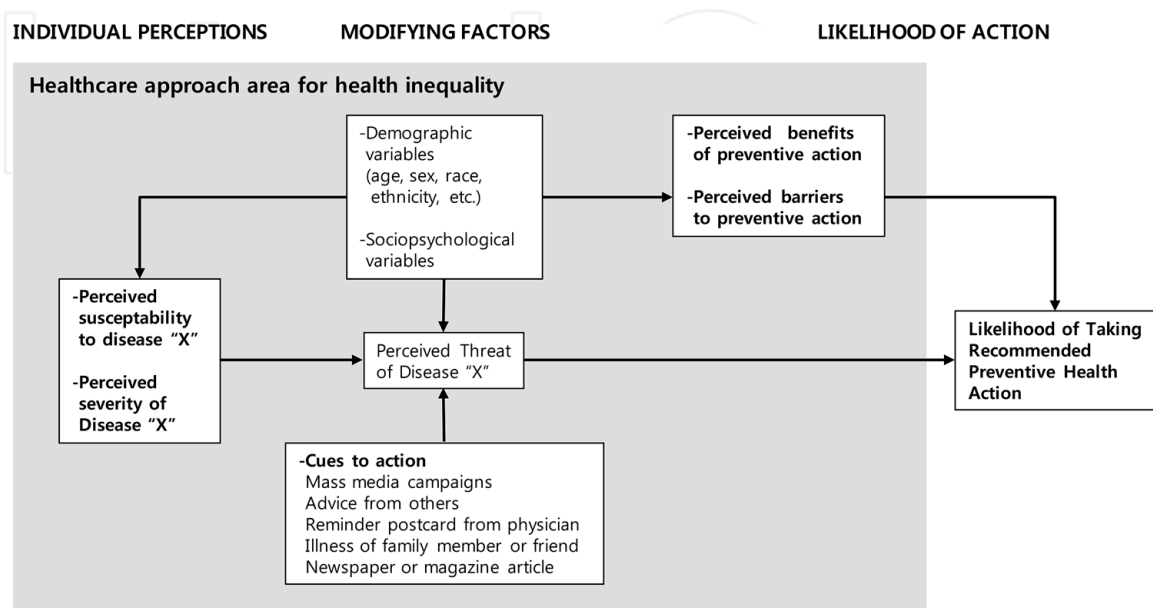 INDIVIDUAL PERCEPTIONS MODIFYING FACTORS LIKELIHOOD OF ACTION
Healthcare approach area for health inequality
-Demographic
variables
(age, sex, race,
ethnicity, etc.)
-Sociopsychological
variables
-Perceived benefits
of preventive action
-Perceived barriers
to preventive action
-Perceived
susceptability
to disease “X”
-Perceived
severity of
Disease “X”
Perceived Threat
of Disease “X”
Likelihood of Taking
Recommended
Preventive Health
Action
-Cues to action
Mass media campaigns
Advice from others
Reminder postcard from physician
Illness of family member or friend
Newspaper or magazine article